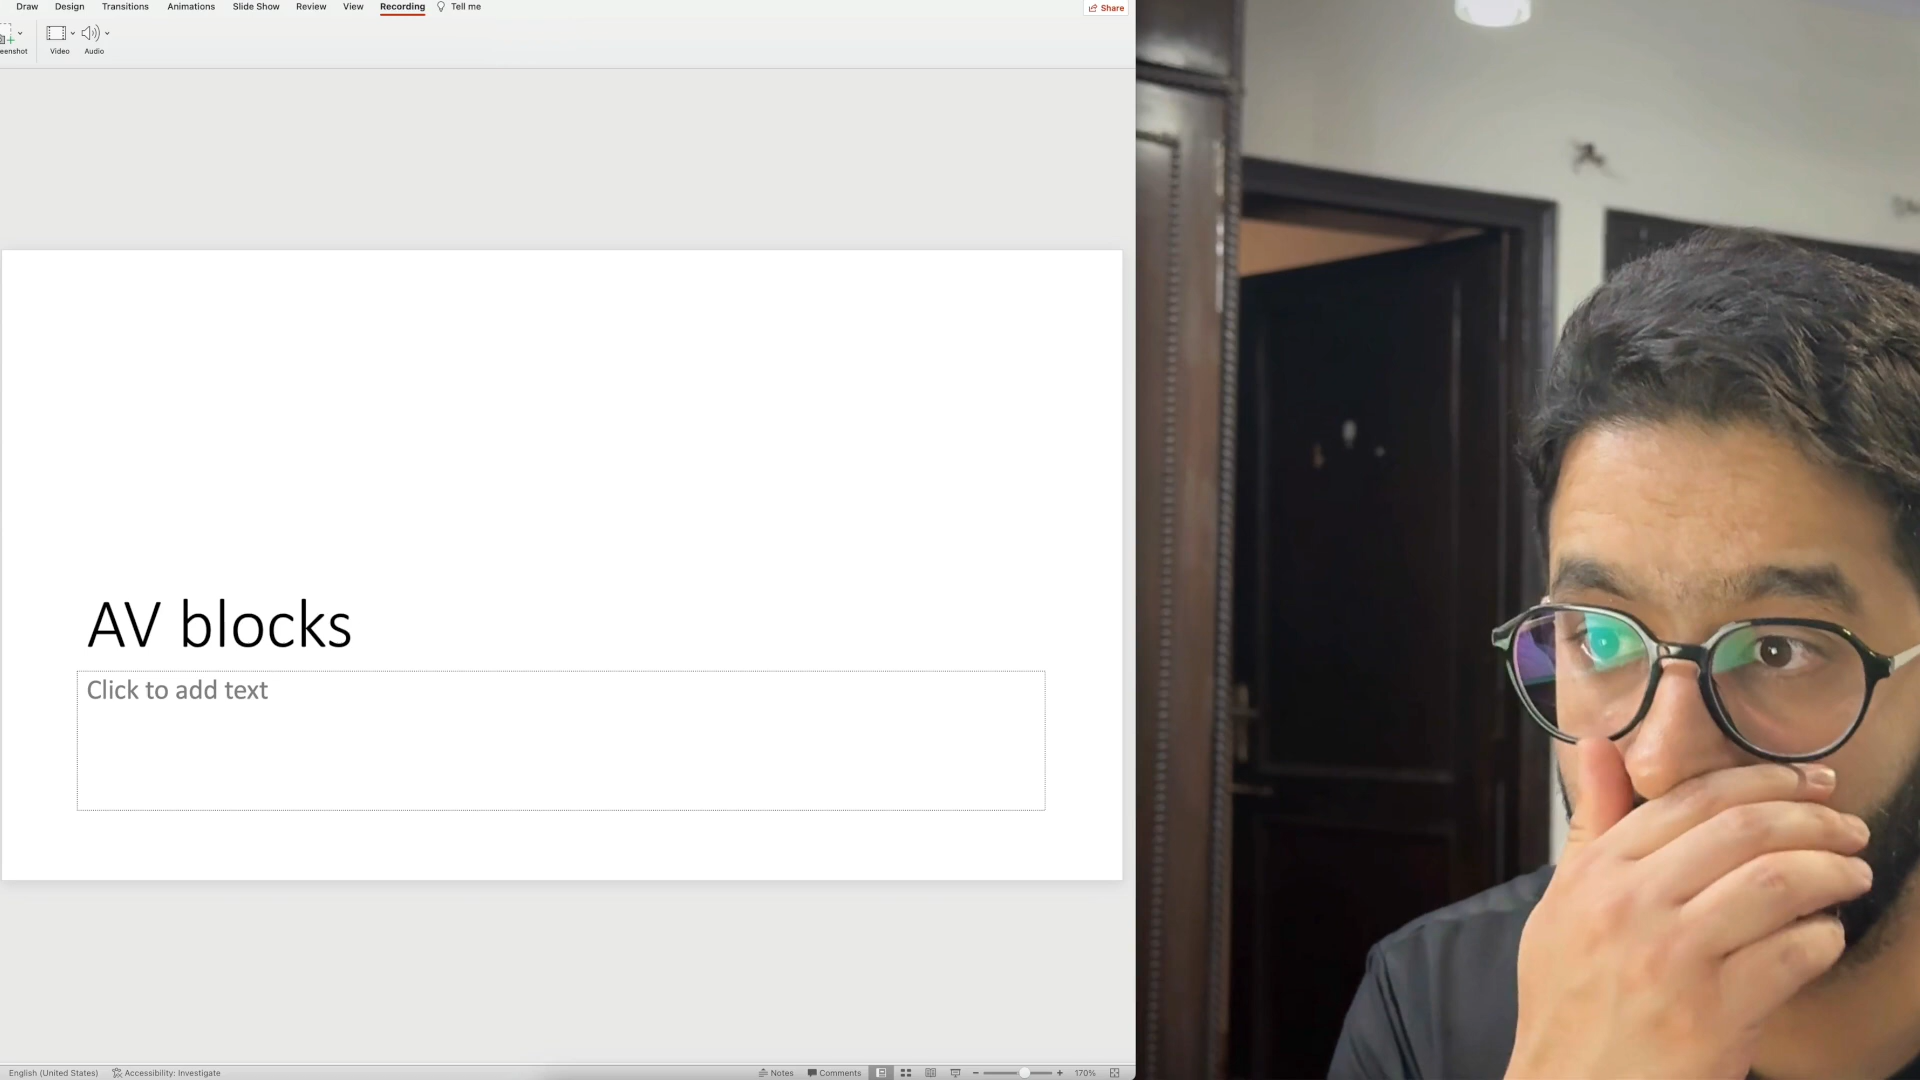 Draw Design Transitions Animations Slide Show Review View Recording Tell me Share
eenshot Video Audio
AV blocks
Click to add text
English (United States) Accessibility: Investigate Notes Comments 170%